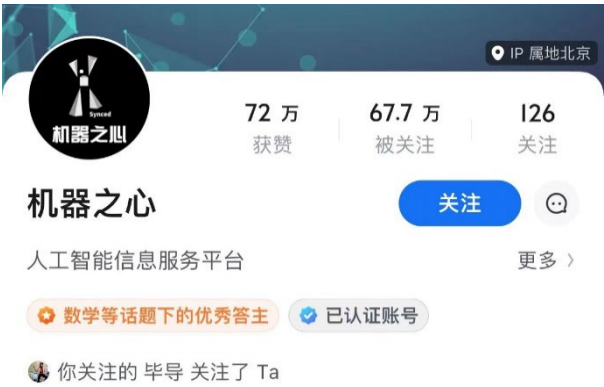 IP 属地北京
Synced
机器之心
72 万
67.7 万
126
获赞
被关注
关注
机器之心
关注
人工智能信息服务平台
更多
数学等话题下的优秀答主
已认证账号
你关注的 毕导 关注了 Ta